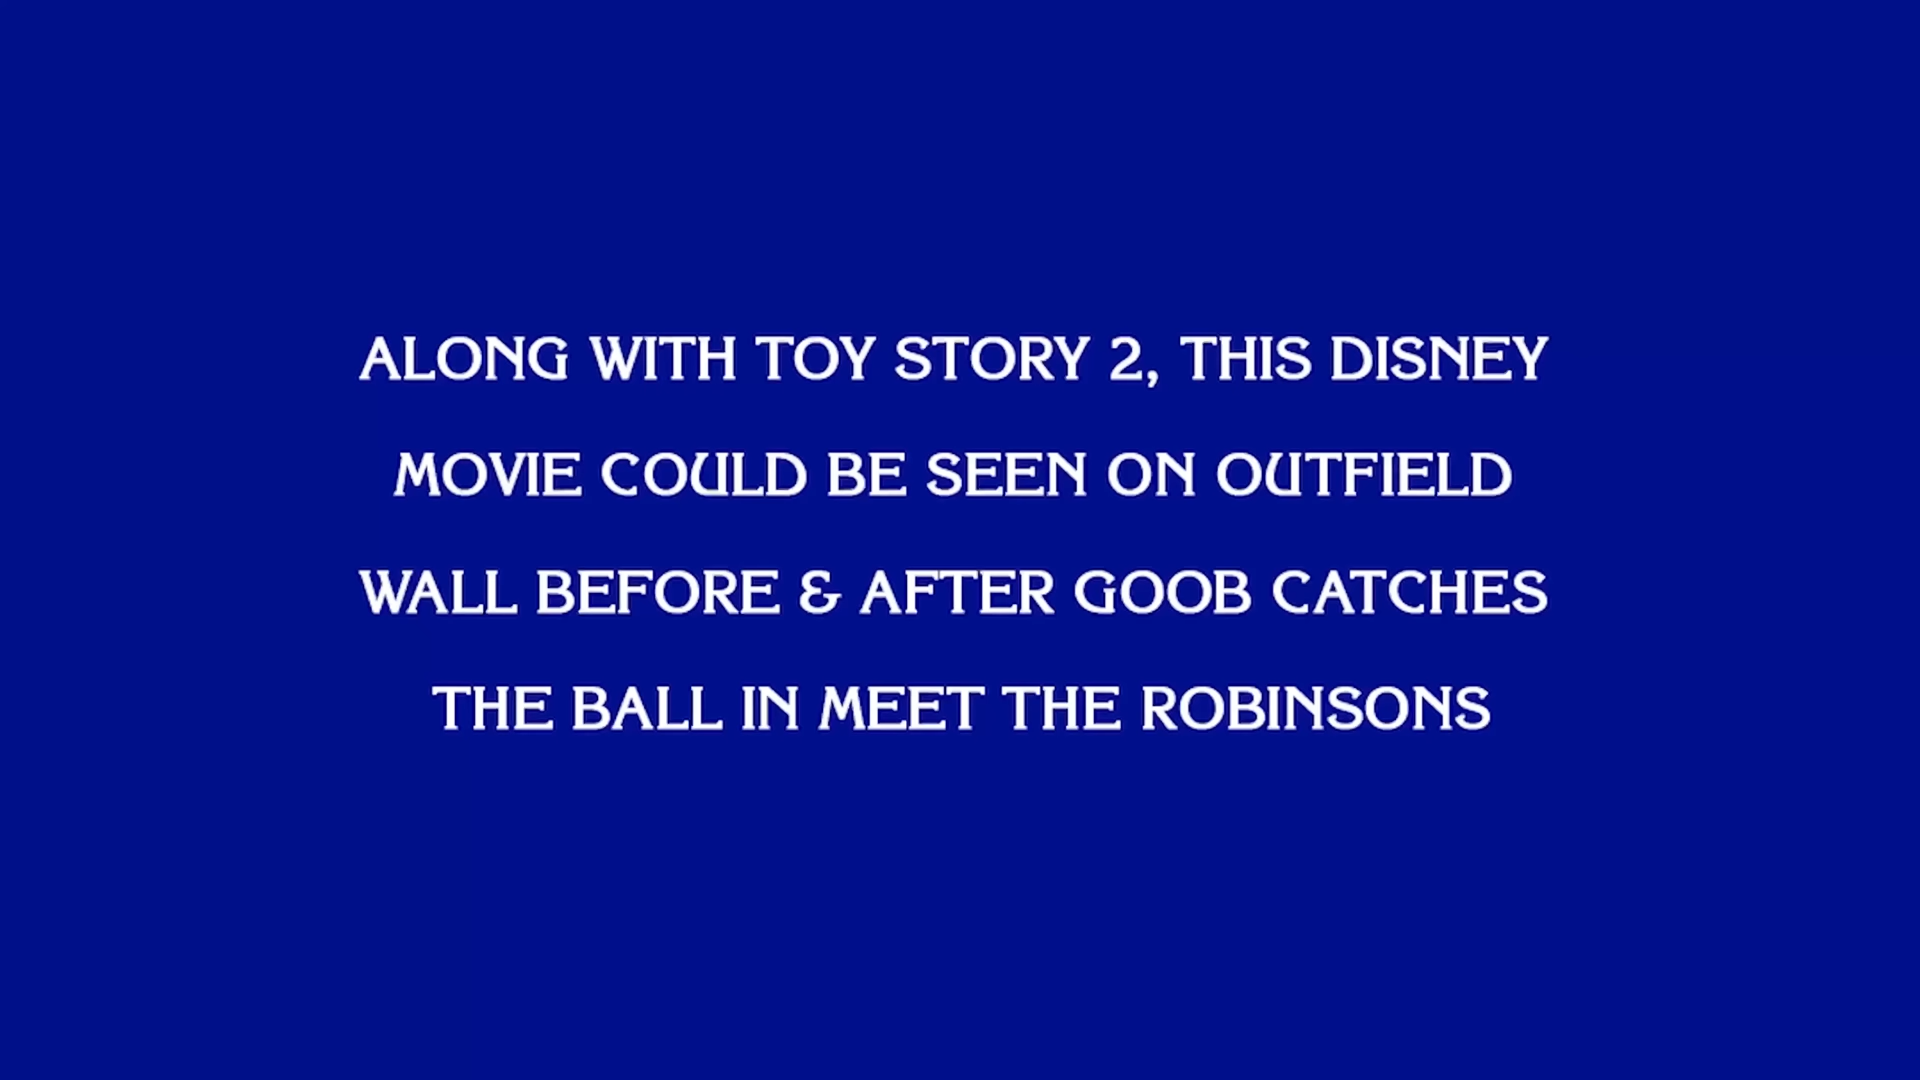 ALONG WITH TOY STORY 2, THIS DISNEY
MOVIE COULD BE SEEN ON OUTFIELD
WALL BEFORE & AFTER GOOB CATCHES
THE BALL IN MEET THE ROBINSONS